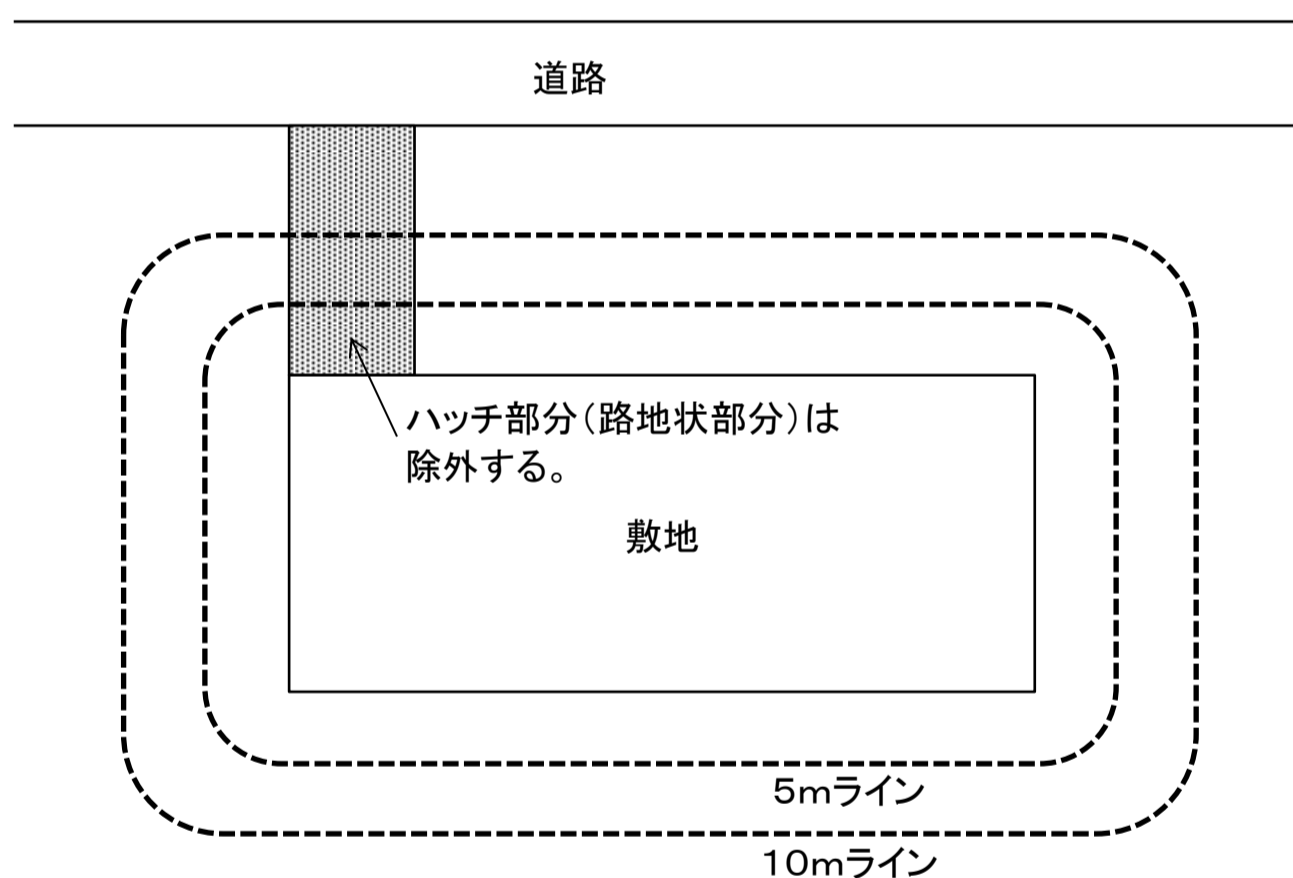 道路
ハッチ部分(路地状部分)は
除外する。
敷地
5mライン
10mライン